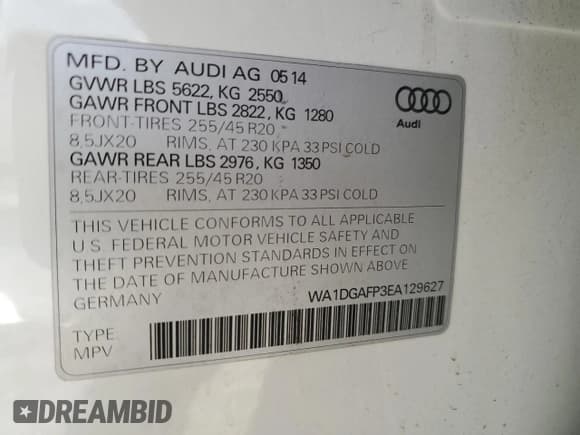 MFD. BY AUDI AG 05 14
GVWR LBS 5622, KG 2550
GAWR FRONT LBS 2822, KG 1280
FRONT-TIRES 255/45 R20
8,5JX20 RIMS, AT 230 KPA 33 PSI COLD
GAWR REAR LBS 2976, KG 1350
REAR-TIRES 255/45 R20
8,5JX20 RIMS, AT 230 KPA 33 PSI COLD
Audi
THIS VEHICLE CONFORMS TO ALL APPLICABLE
U.S. FEDERAL MOTOR VEHICLE SAFETY AND
THEFT PREVENTION STANDARDS IN EFFECT ON
THE DATE OF MANUFACTURE SHOWN ABOVE
GERMANY
WA1DGAFP3EA129627
TYPE
MPV
DREAMBID